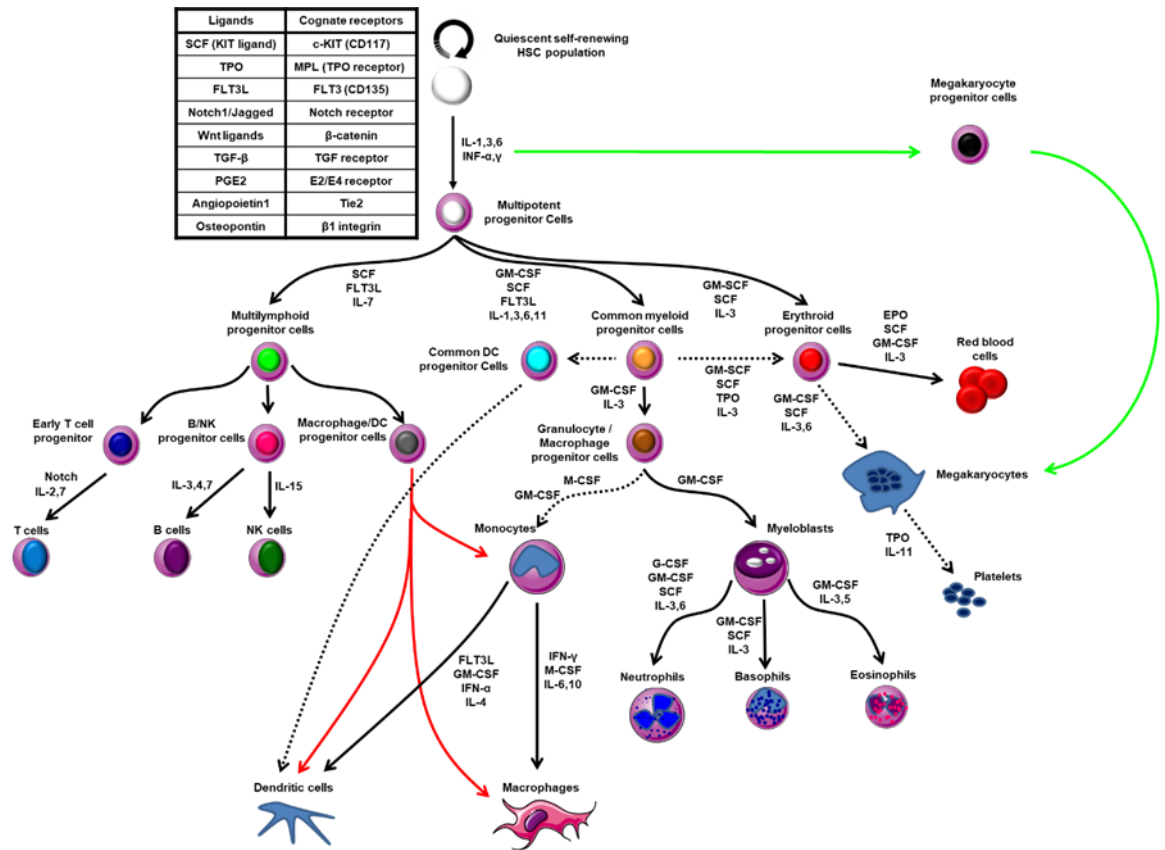 Ligands Cognate receptors
SCF (KIT ligand) c-KIT (CD117)
TPO MPL (TPO receptor)
FLT3L FLT3 (CD135)
Notch1/Jagged Notch receptor
Wnt ligands β-catenin
TGF-β TGF receptor
PGE2 E2/E4 receptor
Angiopoietin1 Tie2
Osteopontin β1 integrin
Quiescent self-renewing
HSC population
Megakaryocyte
progenitor cells
IL-1,3,6
INF-α,γ
Multipotent
progenitor Cells
SCF
FLT3L
IL-7
GM-CSF
SCF
FLT3L
IL-1,3,6,11
GM-SCF
SCF
IL-3
Multilymphoid
progenitor cells
Common myeloid
progenitor cells
Erythroid
progenitor cells
EPO
SCF
GM-CSF
IL-3
Red blood
cells
Common DC
progenitor Cells
GM-SCF
SCF
TPO
IL-3
GM-CSF
IL-3
GM-CSF
SCF
IL-3,6
Early T cell
progenitor
B/NK
progenitor cells
Macrophage/DC
progenitor cells
Granulocyte /
Macrophage
progenitor cells
Notch
IL-2,7
IL-3,4,7
IL-15
M-CSF
GM-CSF
GM-CSF
Megakaryocytes
T cells
B cells
NK cells
Monocytes
Myeloblasts
TPO
IL-11
Platelets
G-CSF
GM-CSF
SCF
IL-3,6
GM-CSF
SCF
IL-3
GM-CSF
IL-3,5
FLT3L
GM-CSF
IFN-α
IL-4
IFN-γ
M-CSF
IL-6,10
Neutrophils
Basophils
Eosinophils
Dendritic cells
Macrophages